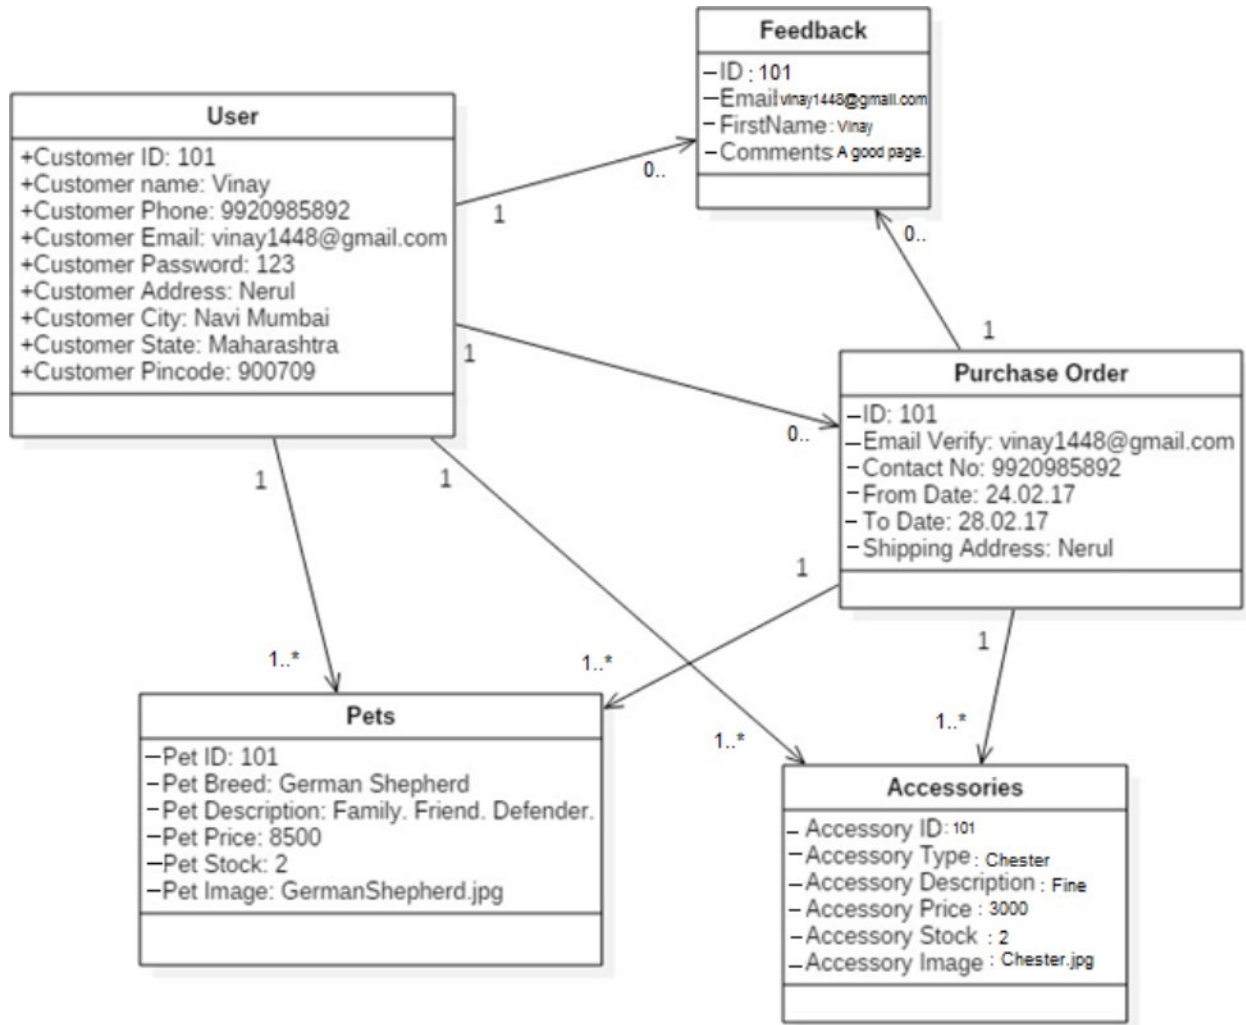 Feedback
–ID : 101
–Email:vinay1448@gmail.com
–FirstName: Vinay
–Comments: A good page.
User
+Customer ID: 101
+Customer name: Vinay
+Customer Phone: 9920985892
+Customer Email: vinay1448@gmail.com
+Customer Password: 123
+Customer Address: Nerul
+Customer City: Navi Mumbai
+Customer State: Maharashtra
+Customer Pincode: 900709
0..
1
0..
1
1
0..
Purchase Order
–ID: 101
–Email Verify: vinay1448@gmail.com
–Contact No: 9920985892
–From Date: 24.02.17
–To Date: 28.02.17
–Shipping Address: Nerul
1
1
1
1
1..*
1..*
1..*
1..*
Pets
–Pet ID: 101
–Pet Breed: German Shepherd
–Pet Description: Family. Friend. Defender.
–Pet Price: 8500
–Pet Stock: 2
–Pet Image: GermanShepherd.jpg
Accessories
– Accessory ID: 101
–Accessory Type : Chester
–Accessory Description : Fine
–Accessory Price : 3000
–Accessory Stock : 2
–Accessory Image : Chester.jpg